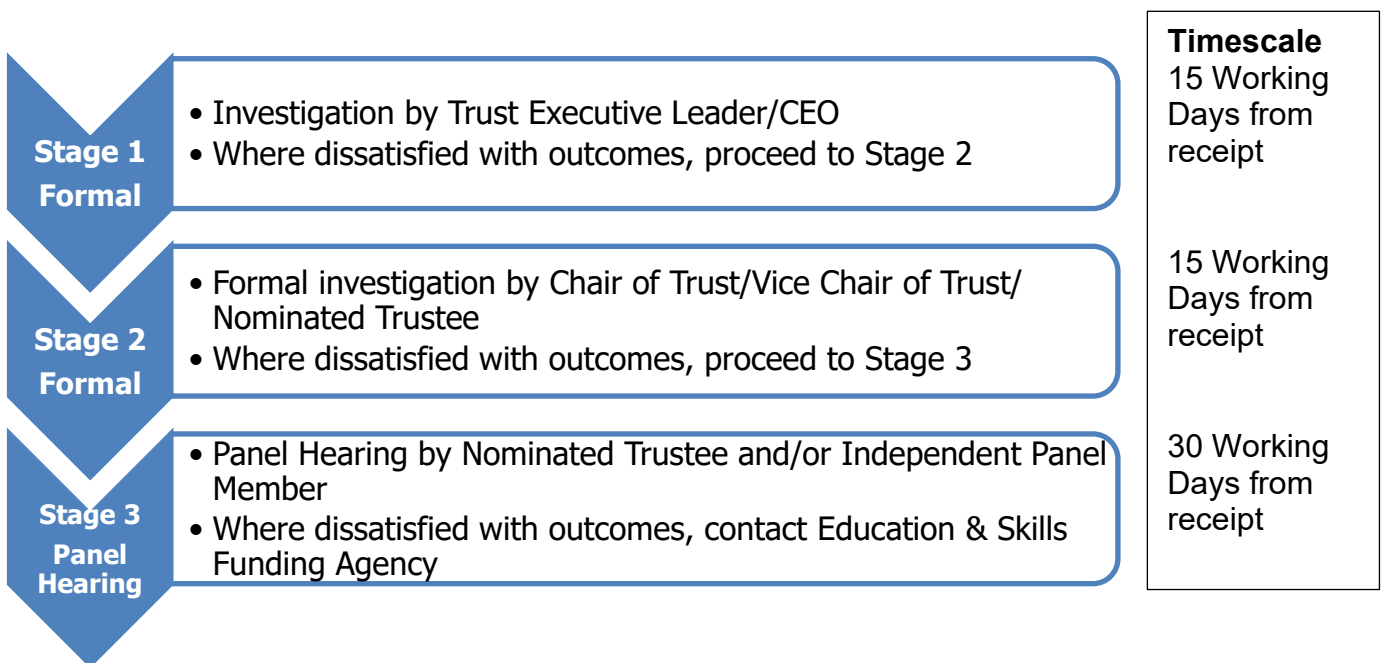 Stage 1
Formal
• Investigation by Trust Executive Leader/CEO
• Where dissatisfied with outcomes, proceed to Stage 2
Timescale
15 Working
Days from
receipt
Stage 2
Formal
• Formal investigation by Chair of Trust/Vice Chair of Trust/
Nominated Trustee
• Where dissatisfied with outcomes, proceed to Stage 3
15 Working
Days from
receipt
Stage 3
Panel
Hearing
• Panel Hearing by Nominated Trustee and/or Independent Panel
Member
• Where dissatisfied with outcomes, contact Education & Skills
Funding Agency
30 Working
Days from
receipt